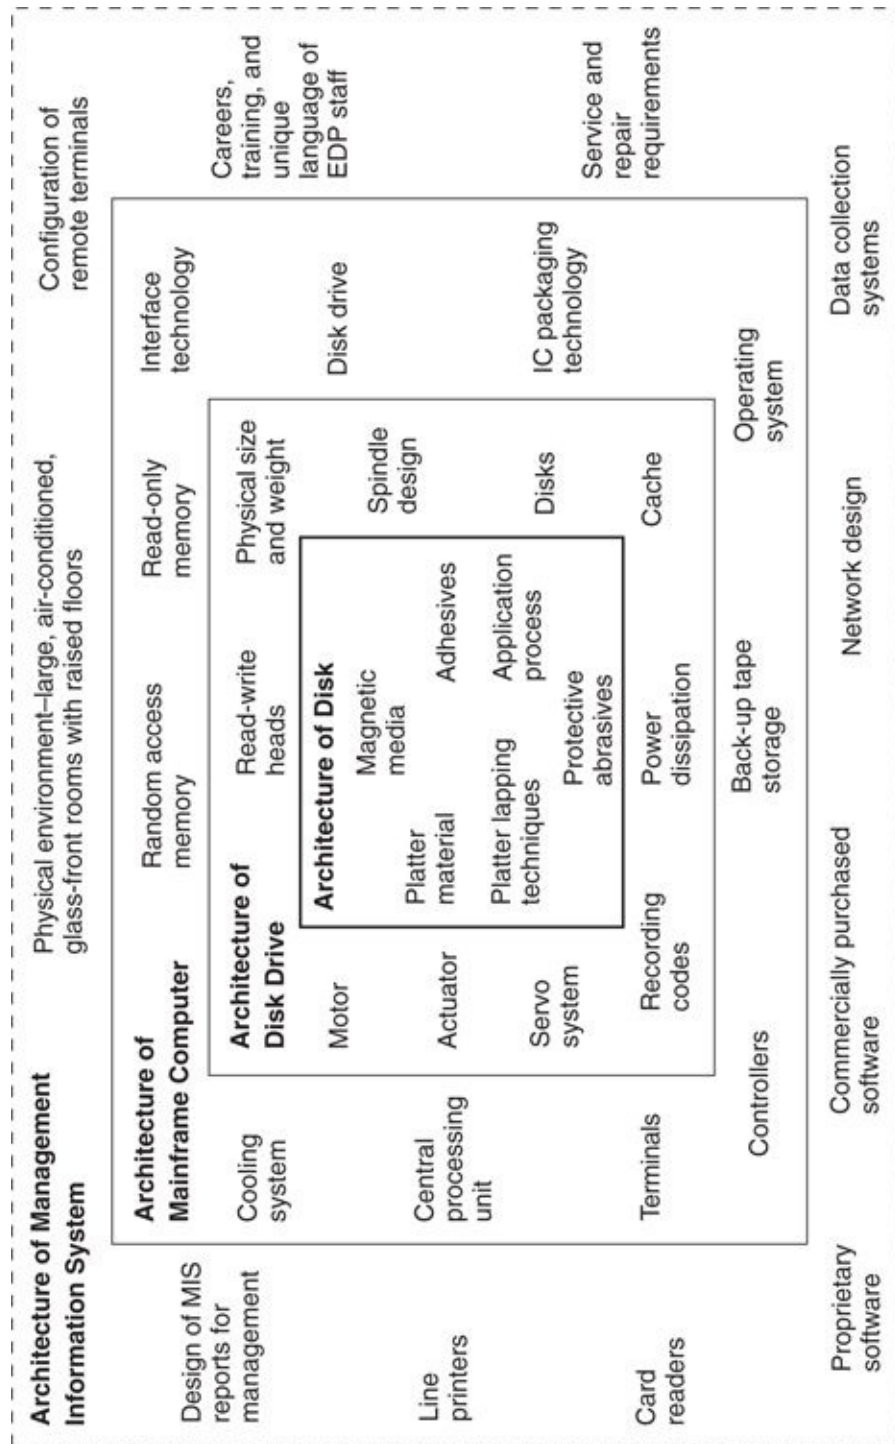 Architecture of Management
Information System
Physical environment–large, air-conditioned,
glass-front rooms with raised floors
Configuration of
remote terminals
Design of MIS
reports for
management
Line
printers
Card
readers
Architecture of
Mainframe Computer
Random access
memory
Read-only
memory
Interface
technology
Cooling
system
Central
processing
unit
Terminals
Architecture of
Disk Drive
Read-write
heads
Physical size
and weight
Motor
Actuator
Servo
system
Architecture of Disk
Magnetic
media
Platter
material
Adhesives
Platter lapping
techniques
Application
process
Protective
abrasives
Spindle
design
Disks
Recording
codes
Power
dissipation
Cache
Disk drive
IC packaging
technology
Controllers
Back-up tape
storage
Operating
system
Careers,
training, and
unique
language of
EDP staff
Service and
repair
requirements
Proprietary
software
Commercially purchased
software
Network design
Data collection
systems